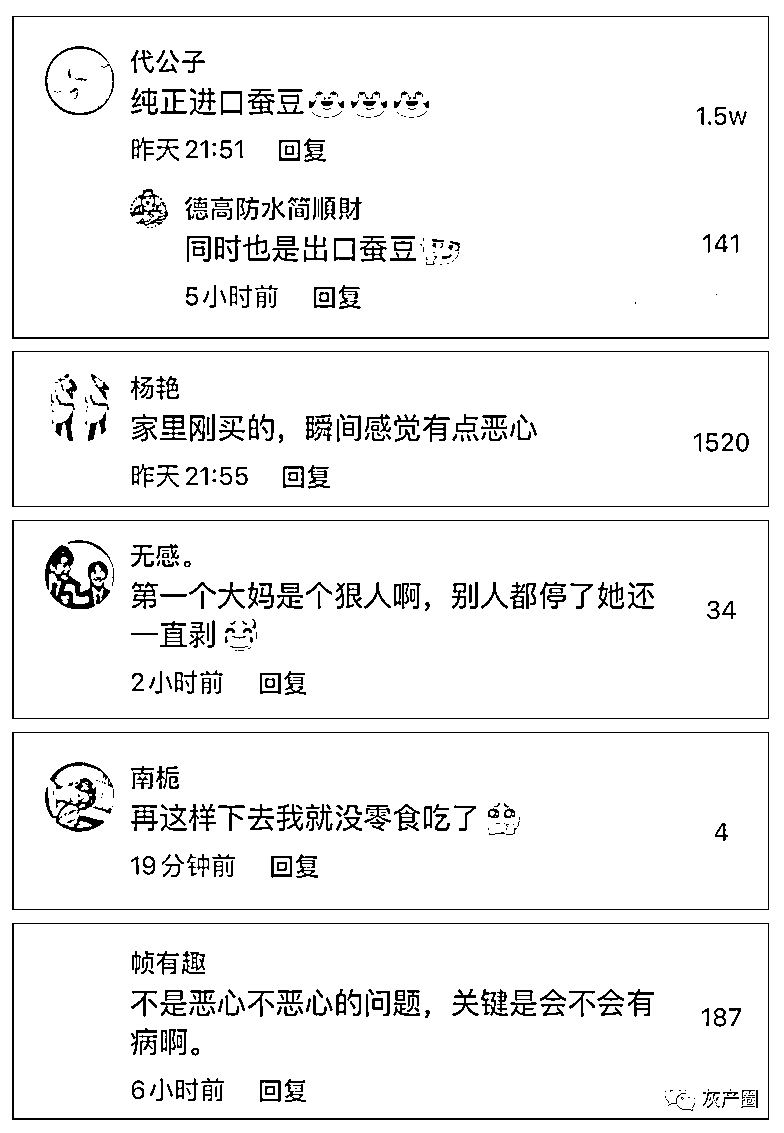 代公子
纯正进口蚕豆
1.5w
昨天21:51 回复
德高防水简順財
同时也是出口蚕豆
141
5小时前 回复
杨艳
家里刚买的，瞬间感觉有点恶心
1520
昨天21:55 回复
无感。
第一个大妈是个狠人啊，别人都停了她还
一直剥
34
2小时前 回复
南栀
再这样下去我就没零食吃了
4
19分钟前 回复
帧有趣
不是恶心不恶心的问题，关键是会不会有
病啊。
187
6小时前 回复
灰产圈